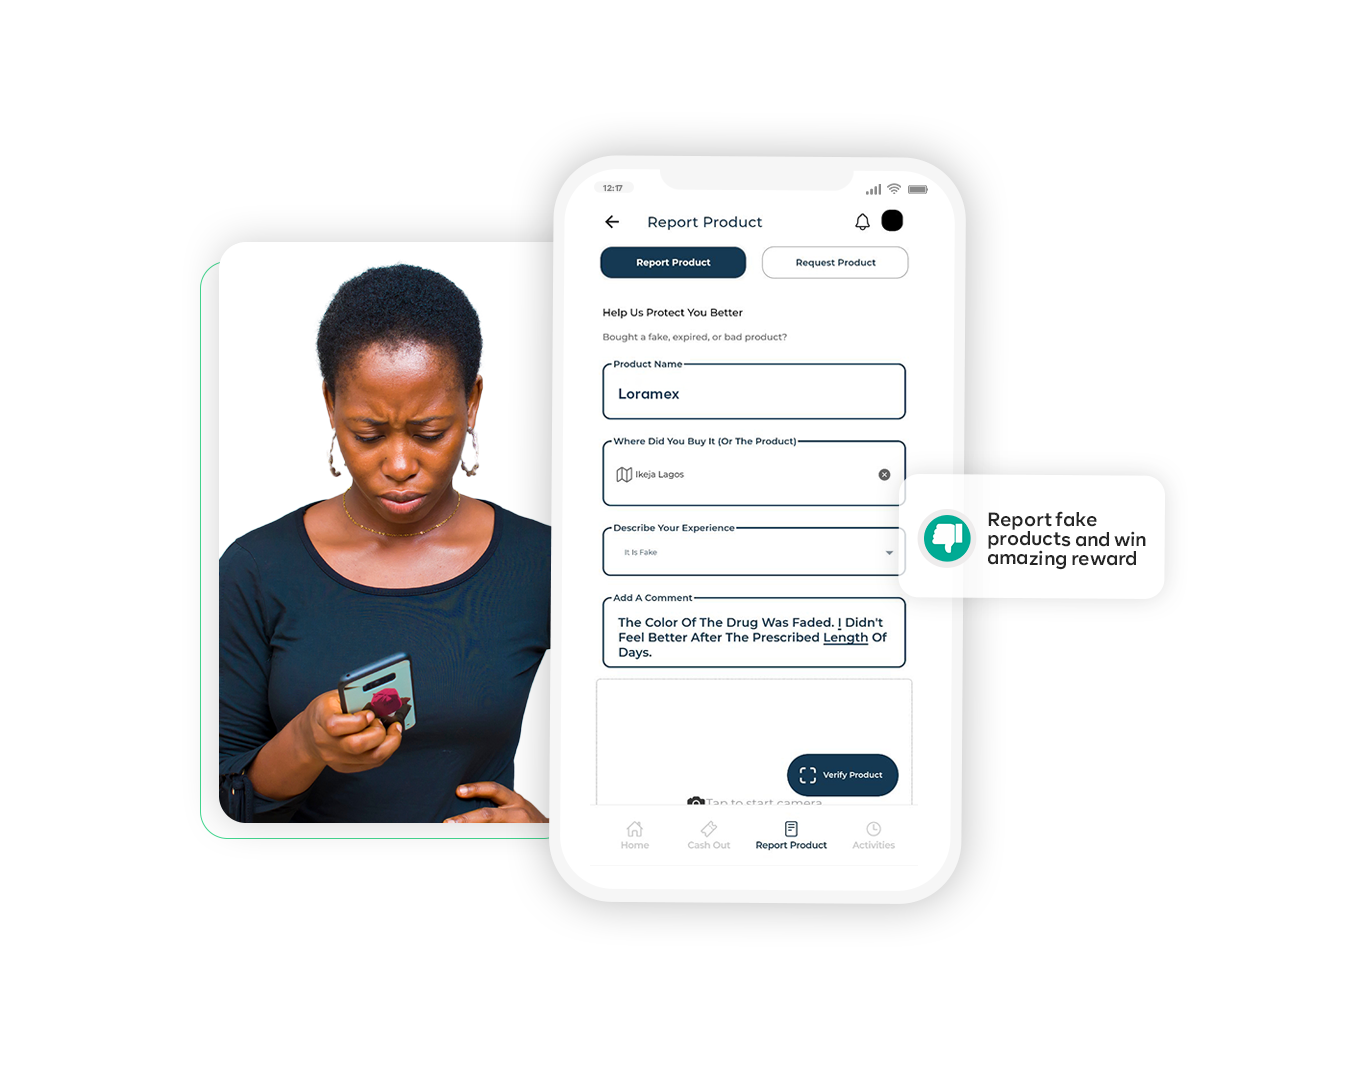 12:17
Report Product
Report Product
Request Product
Help Us Protect You Better
Bought a fake, expired, or bad product?
Product Name
Loramex
Where Did You Buy It (Or The Product)
Ikeja Lagos
Describe Your Experience
It Is Fake
Report fake
products and win
amazing reward
Add A Comment
The Color Of The Drug Was Faded. I Didn't
Feel Better After The Prescribed Length Of
Days.
Verify Product
Tap to start camera
Home
Cash Out
Report Product
Activities